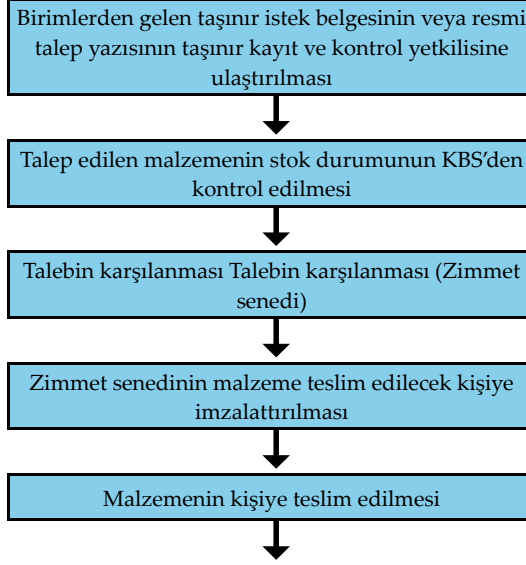 Birimlerden gelen taşınır istek belgesinin veya resmi
talep yazısının taşınır kayıt ve kontrol yetkilisine
ulaştırılması
Talep edilen malzemenin stok durumunun KBS’den
kontrol edilmesi
Talebin karşılanması Talebin karşılanması (Zimmet
senedi)
Zimmet senedinin malzeme teslim edilecek kişiye
imzalattırılması
Malzemenin kişiye teslim edilmesi